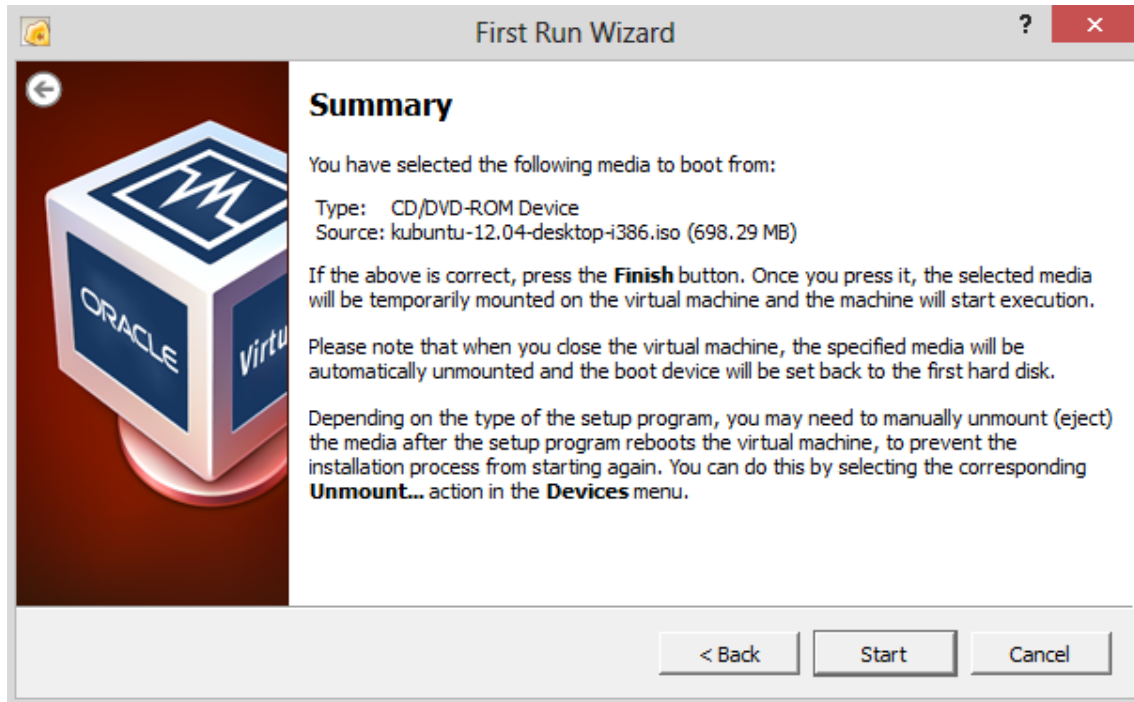 First Run Wizard
?
Summary
You have selected the following media to boot from:
Type: CD/DVD-ROM Device
Source: kubuntu-12.04-desktop-i386.iso (698.29 MB)
If the above is correct, press the Finish button. Once you press it, the selected media
will be temporarily mounted on the virtual machine and the machine will start execution.
Please note that when you close the virtual machine, the specified media will be
automatically unmounted and the boot device will be set back to the first hard disk.
Depending on the type of the setup program, you may need to manually unmount (eject)
the media after the setup program reboots the virtual machine, to prevent the
installation process from starting again. You can do this by selecting the corresponding
Unmount... action in the Devices menu.
ORACLE
Virtu
< Back
Start
Cancel